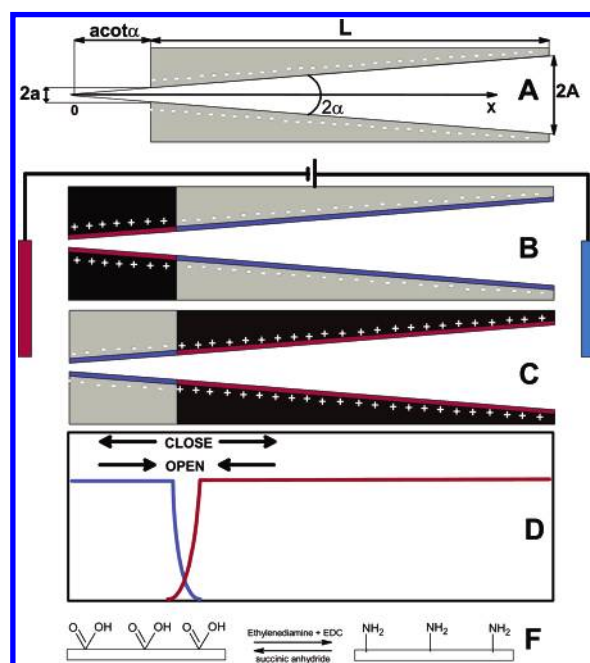 acotα
L
2a
0
2α
x
A
2A
B
C
CLOSE
OPEN
D
O OH O OH O OH
Ethylenediamine + EDC
succinic anhydride
NH2 NH2 NH2
F